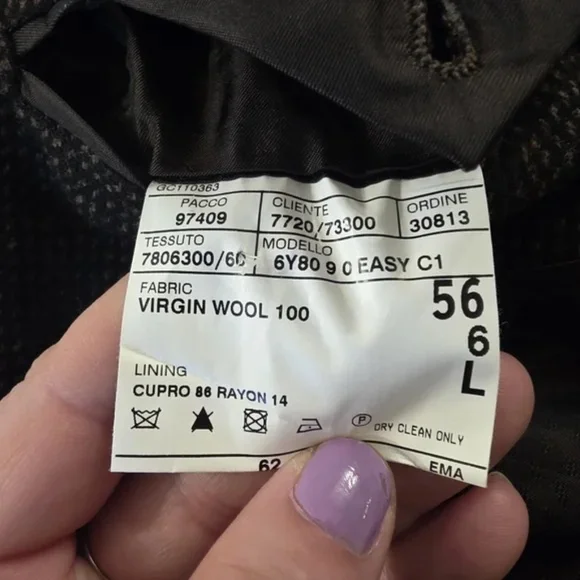 GC110363
PACCO CLIENTE ORDINE
97409 7720/73300 30813
TESSUTO MODELLO
7806300/60 6Y80 9 0 EASY C1
FABRIC
VIRGIN WOOL 100
56
6
L
LINING
CUPRO 86 RAYON 14
P DRY CLEAN ONLY
62 EMA